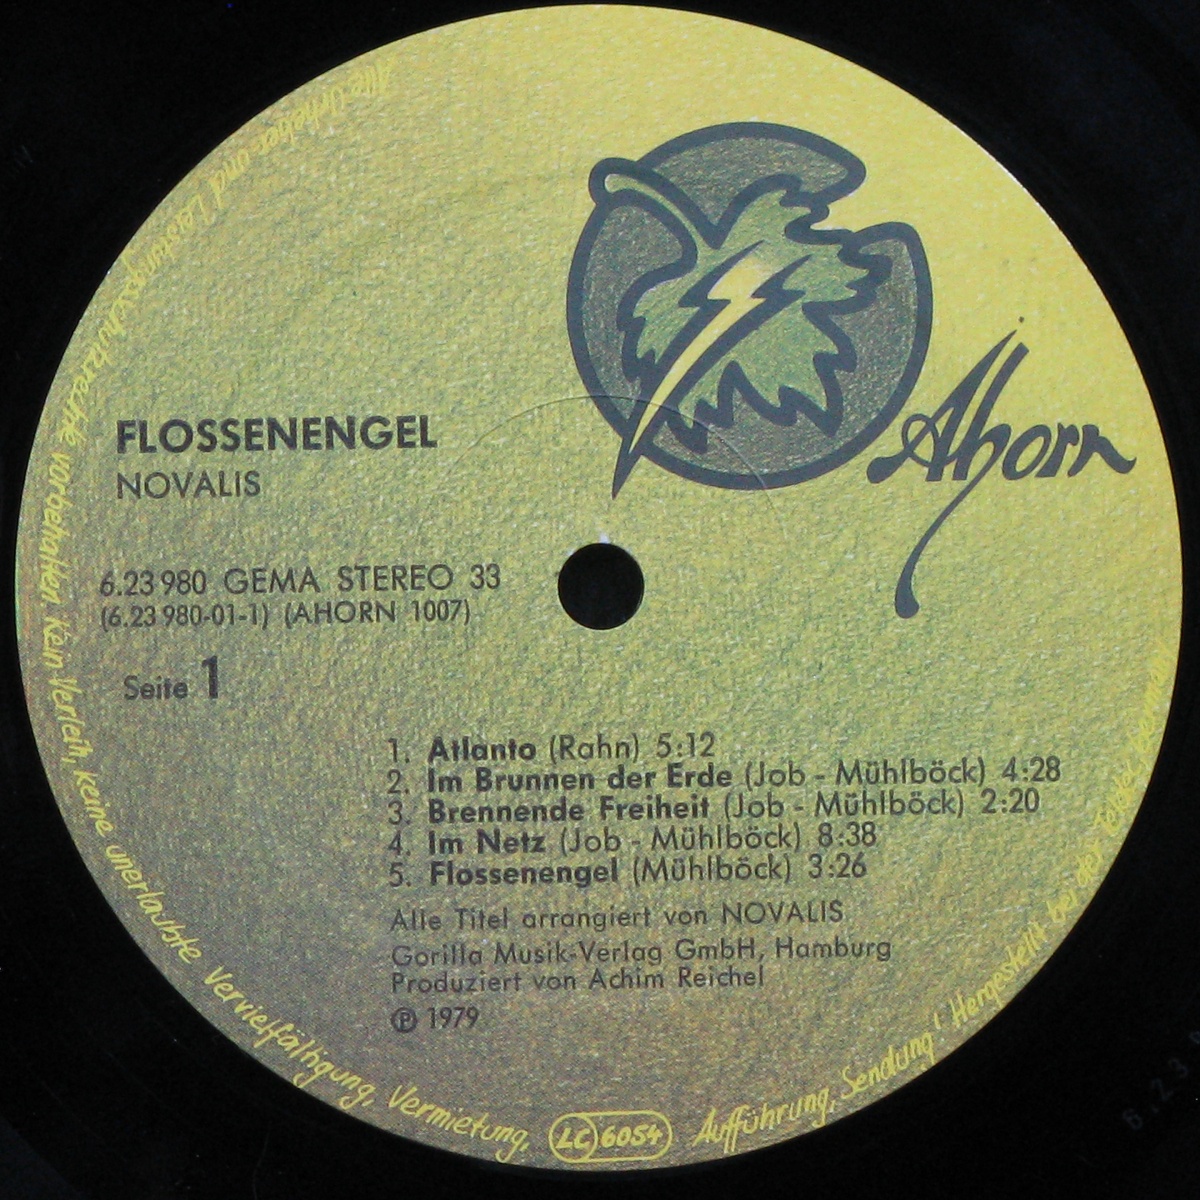 Ahorn
FLOSSENENGEL
NOVALIS
6.23 980 GEMA STEREO 33
(6.23 980-01-1) (AHORN 1007)
Seite 1
1. Atlanto (Rahn) 5:12
2. Im Brunnen der Erde (Job - Mühlböck) 4:28
3. Brennende Freiheit (Job - Mühlböck) 2:20
4. Im Netz (Job - Mühlböck) 8:38
5. Flossenengel (Mühlböck) 3:26
Alle Titel arrangiert von NOVALIS
Gorilla Musik-Verlag GmbH, Hamburg
Produziert von Achim Reichel
℗ 1979
Alle Urheber- und Leistungsschutzrechte vorbehalten. Kein Verleih, keine unerlaubte Vervielfältigung, Vermietung, Aufführung, Sendung! Hergestellt bei der Teldec, Germany
LC 6054
6.23